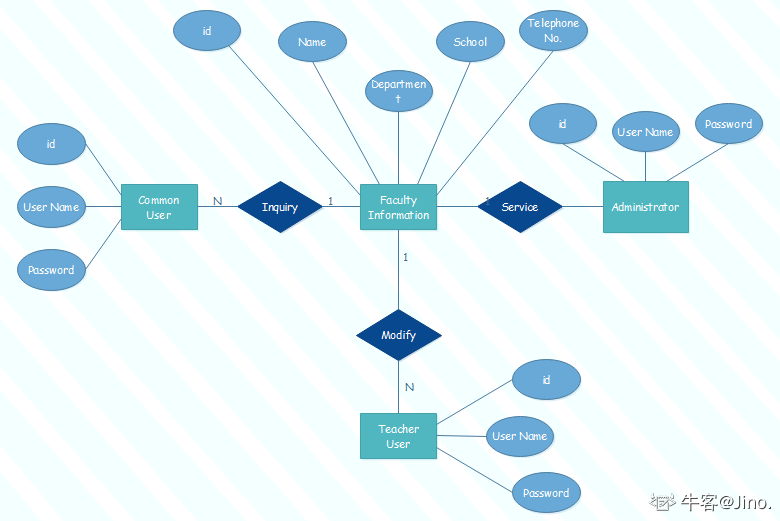 id
Name
Department
School
Telephone
No.
id
User Name
Password
id
User Name
Password
Common
User
N
Inquiry
1
Faculty
Information
1
Service
Administrator
1
Modify
N
Teacher
User
id
User Name
Password
牛客@Jino.